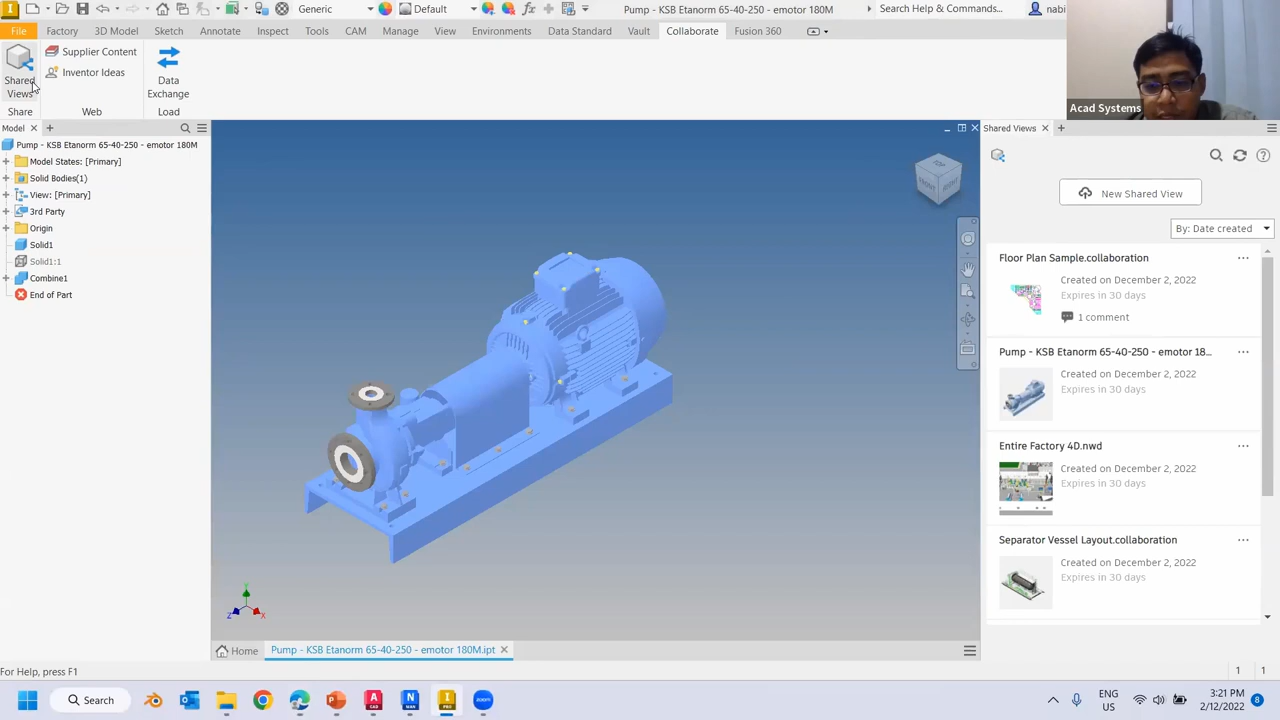 Generic
Default
Pump - KSB Etanorm 65-40-250 - emotor 180M
Search Help & Commands...
nabi
File
Factory
3D Model
Sketch
Annotate
Inspect
Tools
CAM
Manage
View
Environments
Data Standard
Vault
Collaborate
Fusion 360
Shared
Views
Supplier Content
Inventor Ideas
Data
Exchange
Share
Web
Load
Acad Systems
Model
Shared Views
Pump - KSB Etanorm 65-40-250 - emotor 180M
Model States: [Primary]
Solid Bodies(1)
View: [Primary]
3rd Party
Origin
Solid1
Solid1:1
Combine1
End of Part
TOP
FRONT
RIGHT
New Shared View
By: Date created
Floor Plan Sample.collaboration
Created on December 2, 2022
Expires in 30 days
1 comment
Pump - KSB Etanorm 65-40-250 - emotor 18...
Created on December 2, 2022
Expires in 30 days
Entire Factory 4D.nwd
Created on December 2, 2022
Expires in 30 days
Separator Vessel Layout.collaboration
Created on December 2, 2022
Expires in 30 days
Y
Z
X
Home
Pump - KSB Etanorm 65-40-250 - emotor 180M.ipt
For Help, press F1
1
1
Search
ENG
US
3:21 PM
2/12/2022
8